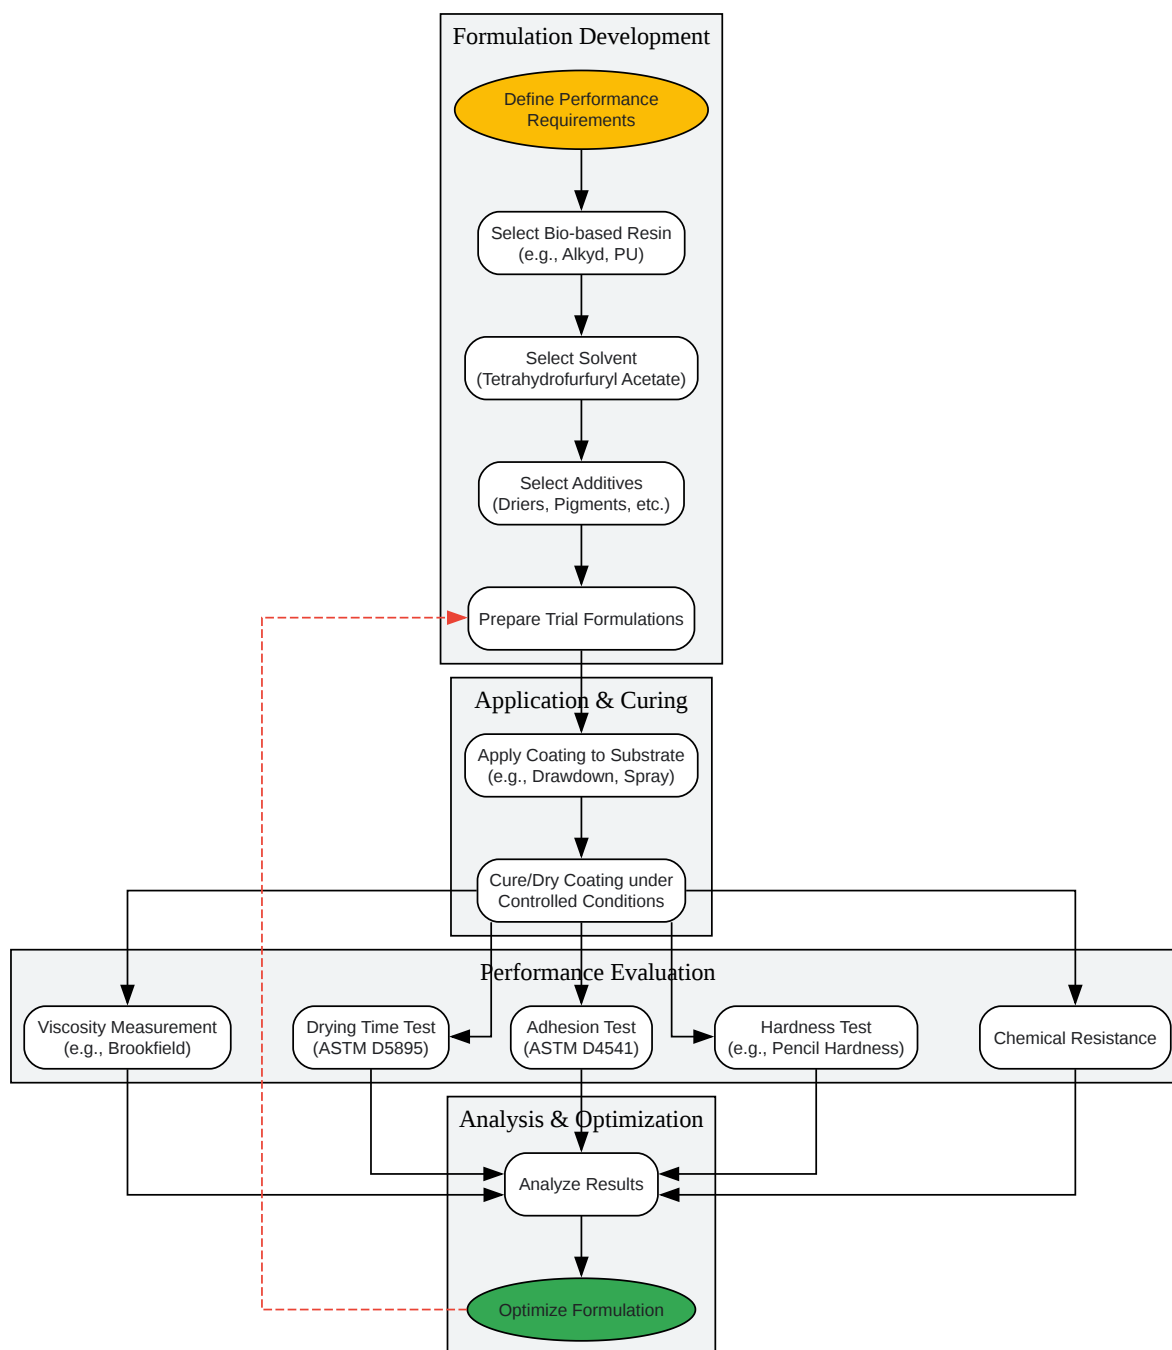 Formulation Development
Define Performance
Requirements
Select Bio-based Resin
(e.g., Alkyd, PU)
Select Solvent
(Tetrahydrofurfuryl Acetate)
Select Additives
(Driers, Pigments, etc.)
Prepare Trial Formulations
Application & Curing
Apply Coating to Substrate
(e.g., Drawdown, Spray)
Cure/Dry Coating under
Controlled Conditions
Performance Evaluation
Viscosity Measurement
(e.g., Brookfield)
Drying Time Test
(ASTM D5895)
Adhesion Test
(ASTM D4541)
Hardness Test
(e.g., Pencil Hardness)
Chemical Resistance
Analysis & Optimization
Analyze Results
Optimize Formulation